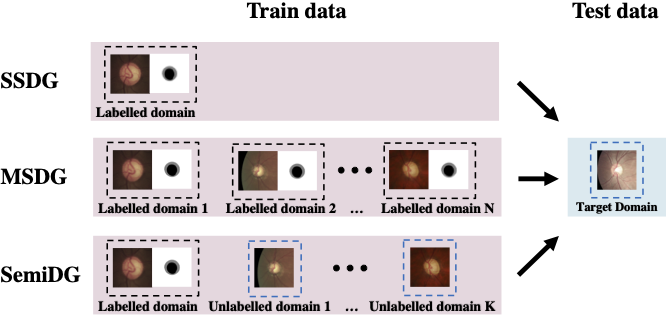 Train data
Test data
SSDG
Labelled domain
MSDG
Labelled domain 1
Labelled domain 2
...
Labelled domain N
Target Domain
SemiDG
Labelled domain
Unlabelled domain 1
...
Unlabelled domain K